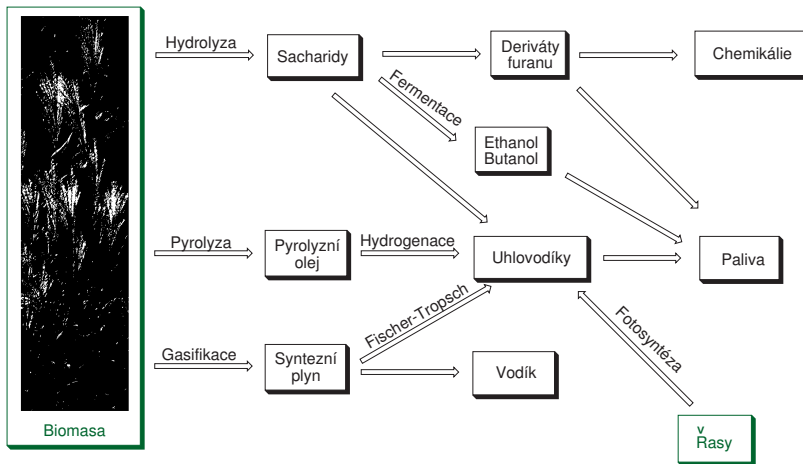 Hydrolyza
Sacharidy
Deriváty
furanu
Chemikálie
Fermentace
Ethanol
Butanol
Pyrolyza
Pyrolyzní
olej
Hydrogenace
Uhlovodíky
Paliva
Fischer-Tropsch
Fotosyntéza
Gasifikace
Syntezní
plyn
Vodík
Biomasa
Řasy